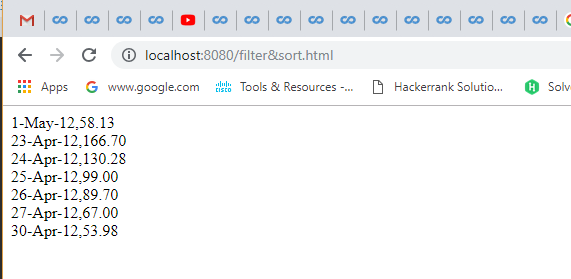 localhost:8080/filter&sort.html
Apps
www.google.com
cisco
Tools & Resources -...
Hackerrank Solutio...
Solve
1-May-12,58.13
23-Apr-12,166.70
24-Apr-12,130.28
25-Apr-12,99.00
26-Apr-12,89.70
27-Apr-12,67.00
30-Apr-12,53.98